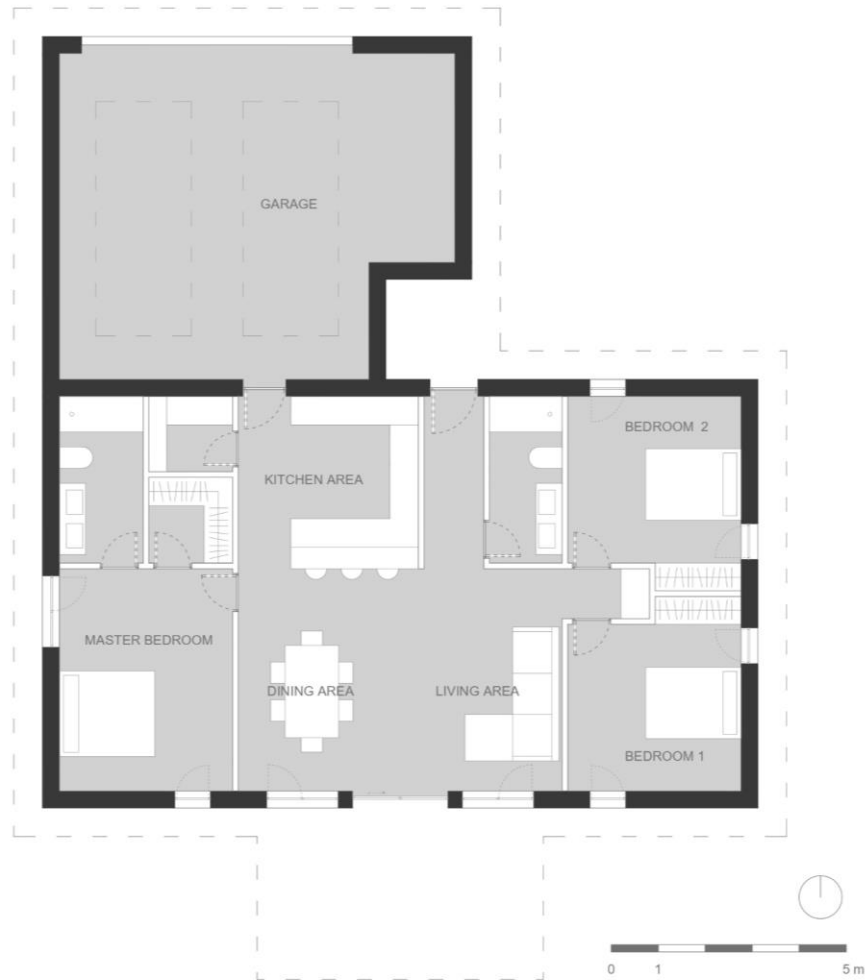 GARAGE
BEDROOM 2
KITCHEN AREA
MASTER BEDROOM
DINING AREA
LIVING AREA
BEDROOM 1
0 1 5 m